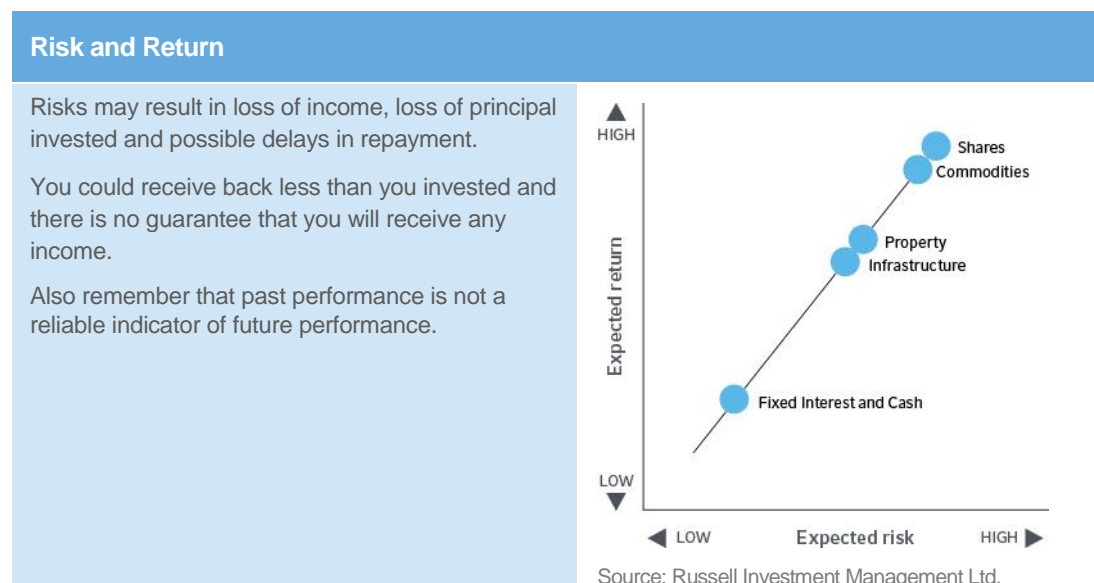 Risk and Return
Risks may result in loss of income, loss of principal
invested and possible delays in repayment.
You could receive back less than you invested and
there is no guarantee that you will receive any
income.
Also remember that past performance is not a
reliable indicator of future performance.
HIGH
Shares
Commodities
Property
Infrastructure
Expected return
Fixed Interest and Cash
LOW
LOW Expected risk HIGH
Source: Russell Investment Management Ltd.